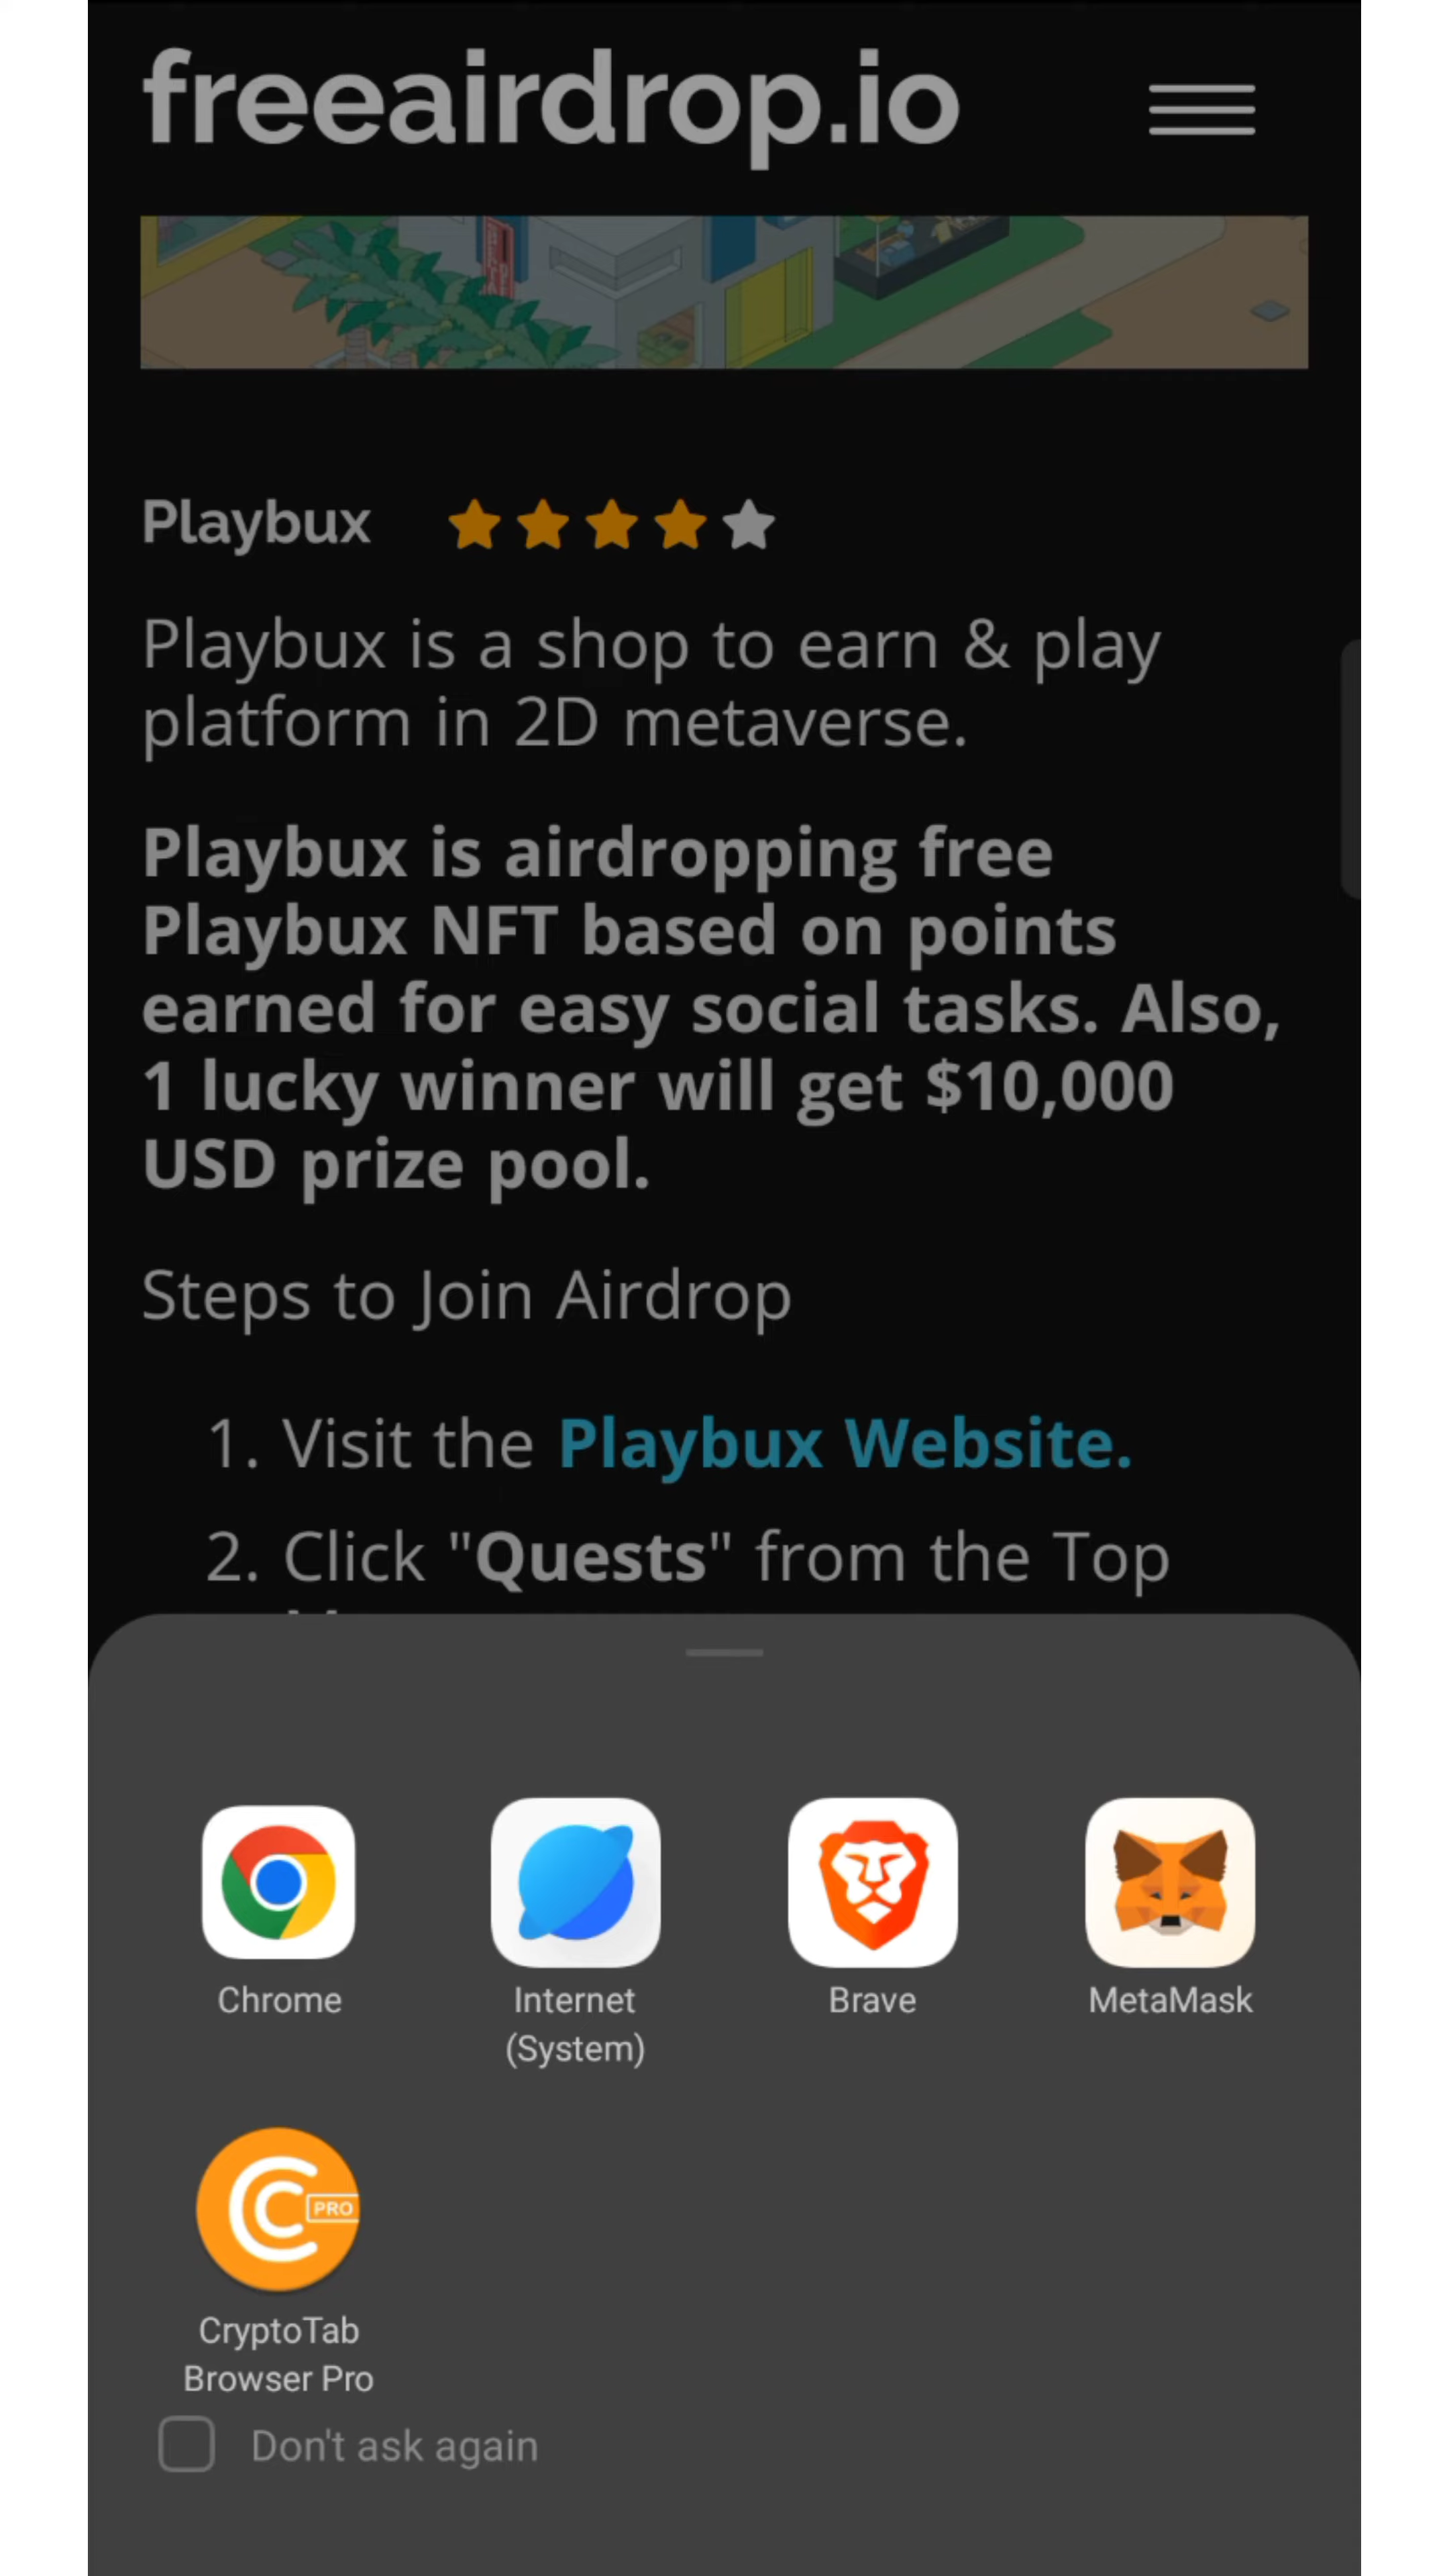 freeairdrop.io
Playbux
Playbux is a shop to earn & play
platform in 2D metaverse.
Playbux is airdropping free
Playbux NFT based on points
earned for easy social tasks. Also,
1 lucky winner will get $10,000
USD prize pool.
Steps to Join Airdrop
1. Visit the Playbux Website.
2. Click "Quests" from the Top
Chrome
Internet
(System)
Brave
MetaMask
PRO
CryptoTab
Browser Pro
Don't ask again